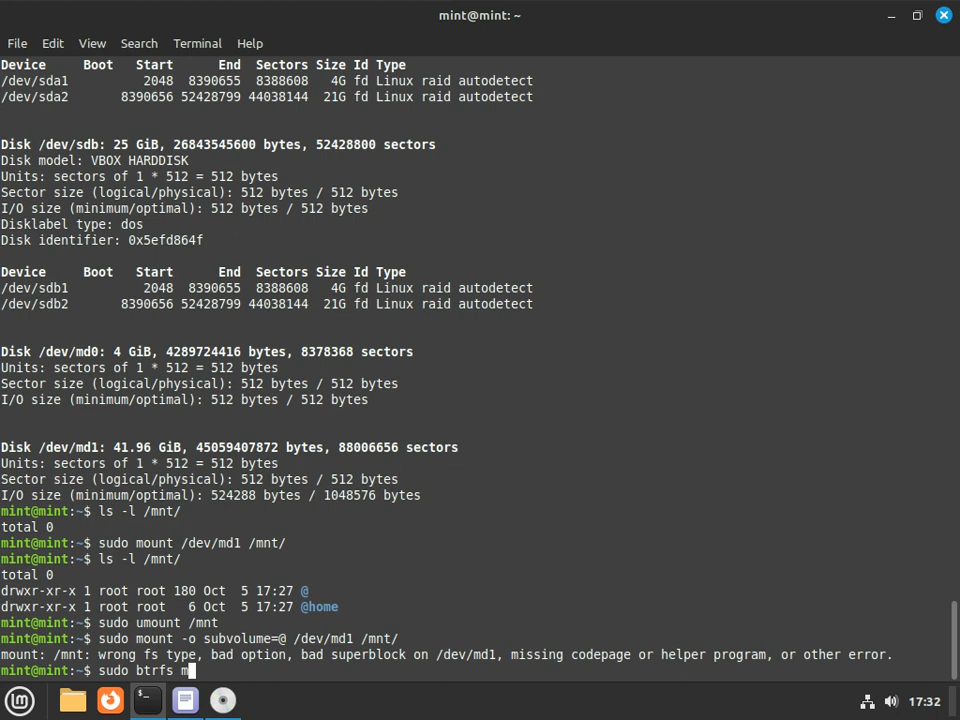 mint@mint: ~
File Edit View Search Terminal Help
Device     Boot   Start      End  Sectors Size Id Type
/dev/sda1          2048  8390655  8388608   4G fd Linux raid autodetect
/dev/sda2       8390656 52428799 44038144  21G fd Linux raid autodetect
Disk /dev/sdb: 25 GiB, 26843545600 bytes, 52428800 sectors
Disk model: VBOX HARDDISK
Units: sectors of 1 * 512 = 512 bytes
Sector size (logical/physical): 512 bytes / 512 bytes
I/O size (minimum/optimal): 512 bytes / 512 bytes
Disklabel type: dos
Disk identifier: 0x5efd864f
Device     Boot   Start      End  Sectors Size Id Type
/dev/sdb1          2048  8390655  8388608   4G fd Linux raid autodetect
/dev/sdb2       8390656 52428799 44038144  21G fd Linux raid autodetect
Disk /dev/md0: 4 GiB, 4289724416 bytes, 8378368 sectors
Units: sectors of 1 * 512 = 512 bytes
Sector size (logical/physical): 512 bytes / 512 bytes
I/O size (minimum/optimal): 512 bytes / 512 bytes
Disk /dev/md1: 41.96 GiB, 45059407872 bytes, 88006656 sectors
Units: sectors of 1 * 512 = 512 bytes
Sector size (logical/physical): 512 bytes / 512 bytes
I/O size (minimum/optimal): 524288 bytes / 1048576 bytes
mint@mint:~$ ls -l /mnt/
total 0
mint@mint:~$ sudo mount /dev/md1 /mnt/
mint@mint:~$ ls -l /mnt/
total 0
drwxr-xr-x 1 root root 180 Oct  5 17:27 @
drwxr-xr-x 1 root root   6 Oct  5 17:27 @home
mint@mint:~$ sudo umount /mnt
mint@mint:~$ sudo mount -o subvolume=@ /dev/md1 /mnt/
mount: /mnt: wrong fs type, bad option, bad superblock on /dev/md1, missing codepage or helper program, or other error.
mint@mint:~$ sudo btrfs m
17:32